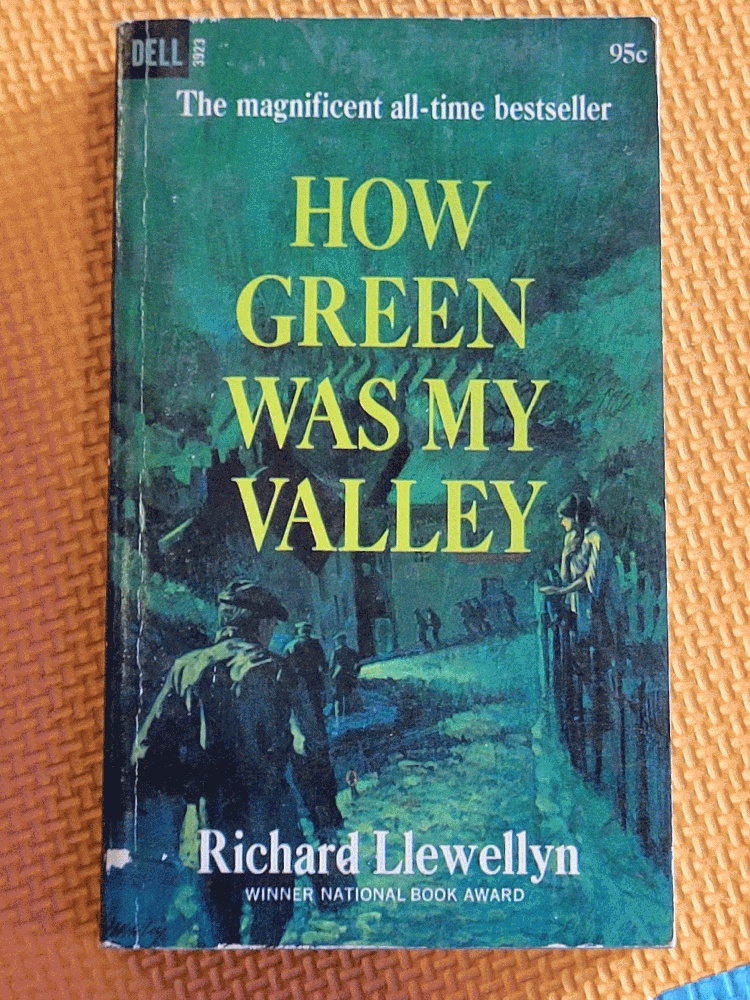 DELL
3923
95c
The magnificent all-time bestseller
HOW
GREEN
WAS MY
VALLEY
Richard Llewellyn
WINNER NATIONAL BOOK AWARD